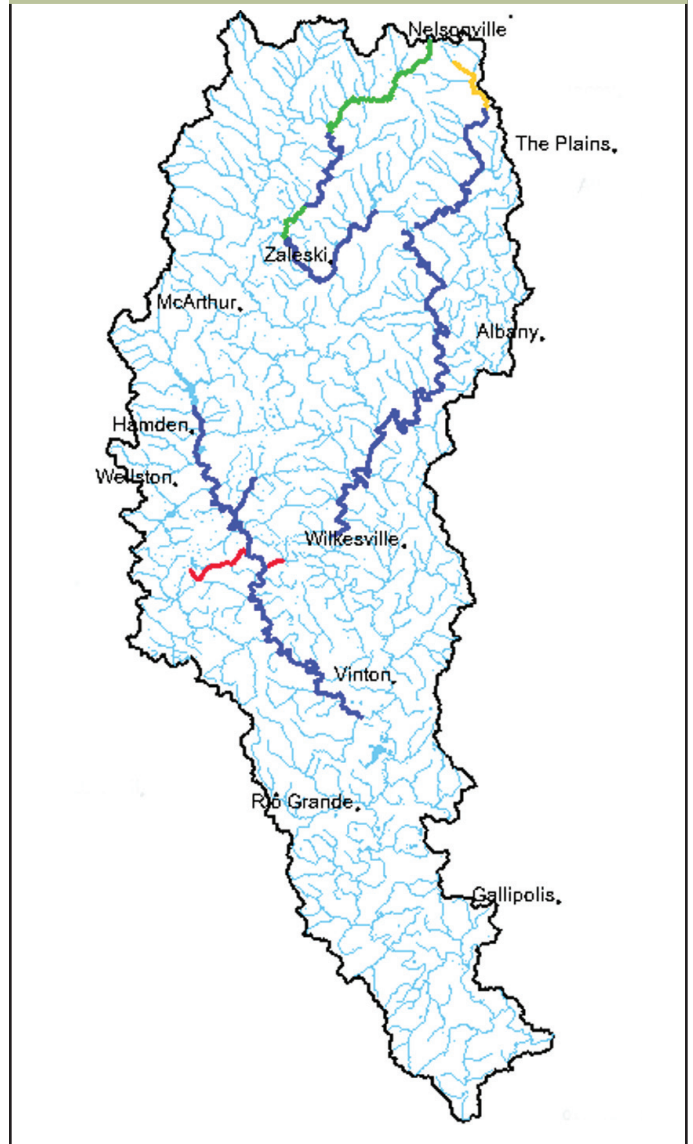 Nelsonville
The Plains
Zaleski
McArthur
Albany
Hamden
Wellston
Wilkesville
Vinton
Rio Grande
Gallipolis